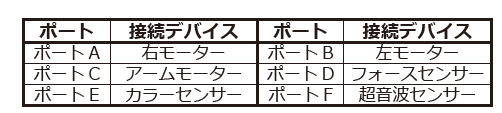 ポート 接続デバイス ポート 接続デバイス
ポートA 右モーター ポートB 左モーター
ポートC アームモーター ポートD フォースセンサー
ポートE カラーセンサー ポートF 超音波センサー